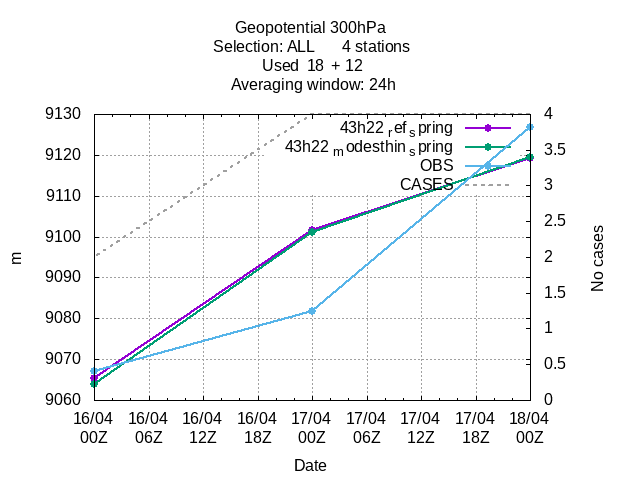 Geopotential 300hPa
Selection: ALL 4 stations
Used 18 + 12
Averaging window: 24h
43h22 refspring
43h22 modesthinspring
OBS
CASES
9130
9120
9110
9100
9090
9080
9070
9060
m
4
3.5
3
2.5
2
1.5
1
0.5
0
No cases
16/04 00Z
16/04 06Z
16/04 12Z
16/04 18Z
17/04 00Z
17/04 06Z
17/04 12Z
17/04 18Z
18/04 00Z
Date